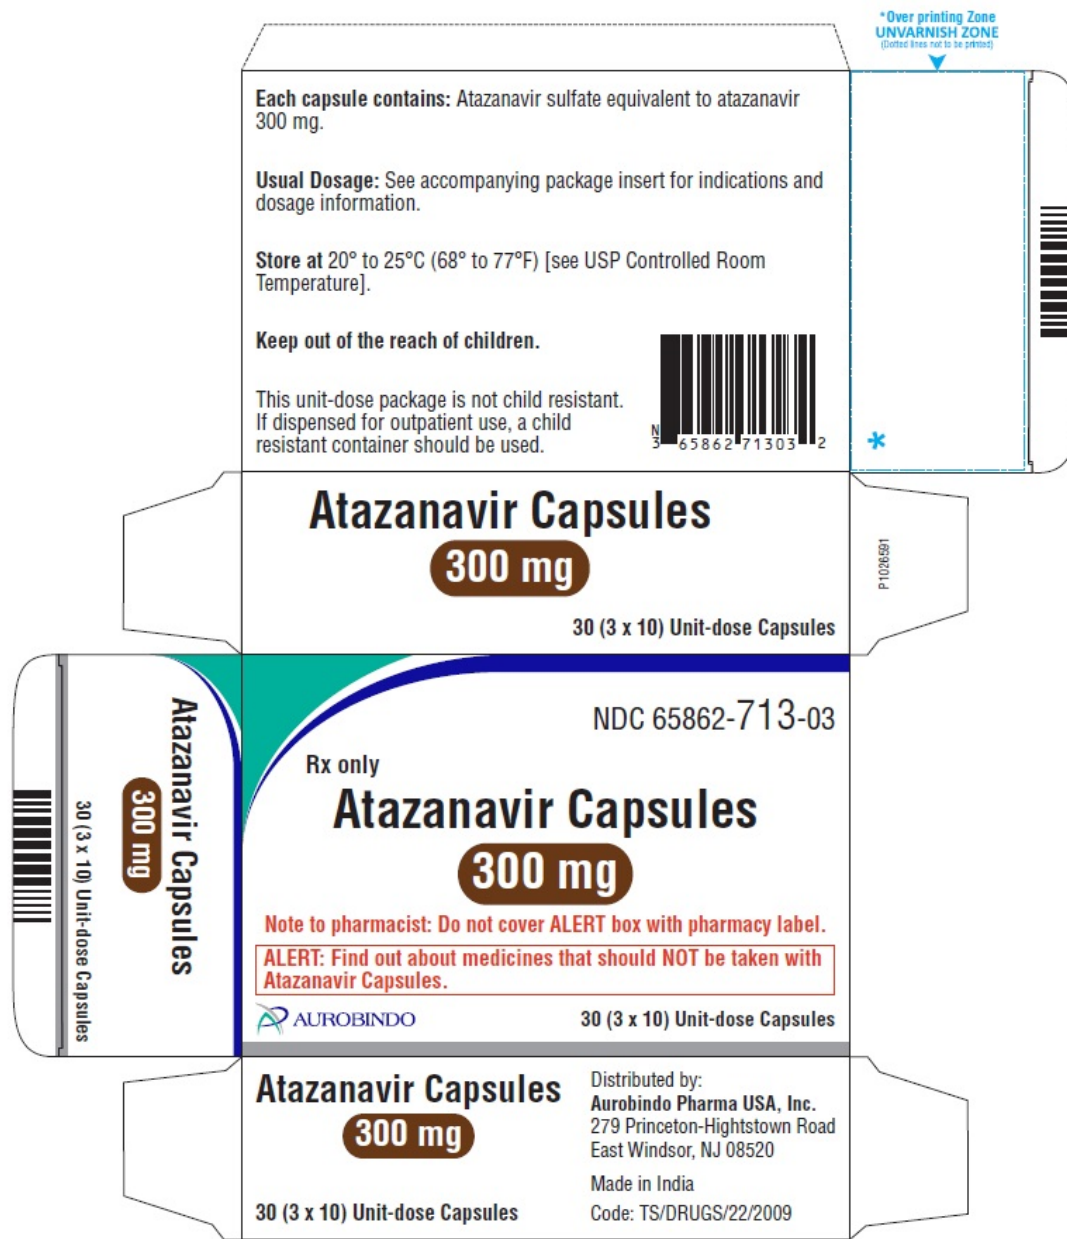 *Over printing Zone
UNVARNISH ZONE
(Dotted lines not to be printed)
Each capsule contains: Atazanavir sulfate equivalent to atazanavir
300 mg.
Usual Dosage: See accompanying package insert for indications and
dosage information.
Store at 20° to 25°C (68° to 77°F) [see USP Controlled Room
Temperature].
Keep out of the reach of children.
This unit-dose package is not child resistant.
If dispensed for outpatient use, a child
resistant container should be used.
N
3 65862 71303 2
*
Atazanavir Capsules
300 mg
30 (3 x 10) Unit-dose Capsules
P1026591
Atazanavir Capsules
300 mg
30 (3 x 10) Unit-dose Capsules
NDC 65862-713-03
Rx only
Atazanavir Capsules
300 mg
Note to pharmacist: Do not cover ALERT box with pharmacy label.
ALERT: Find out about medicines that should NOT be taken with
Atazanavir Capsules.
AUROBINDO
30 (3 x 10) Unit-dose Capsules
Atazanavir Capsules
300 mg
30 (3 x 10) Unit-dose Capsules
Distributed by:
Aurobindo Pharma USA, Inc.
279 Princeton-Hightstown Road
East Windsor, NJ 08520
Made in India
Code: TS/DRUGS/22/2009